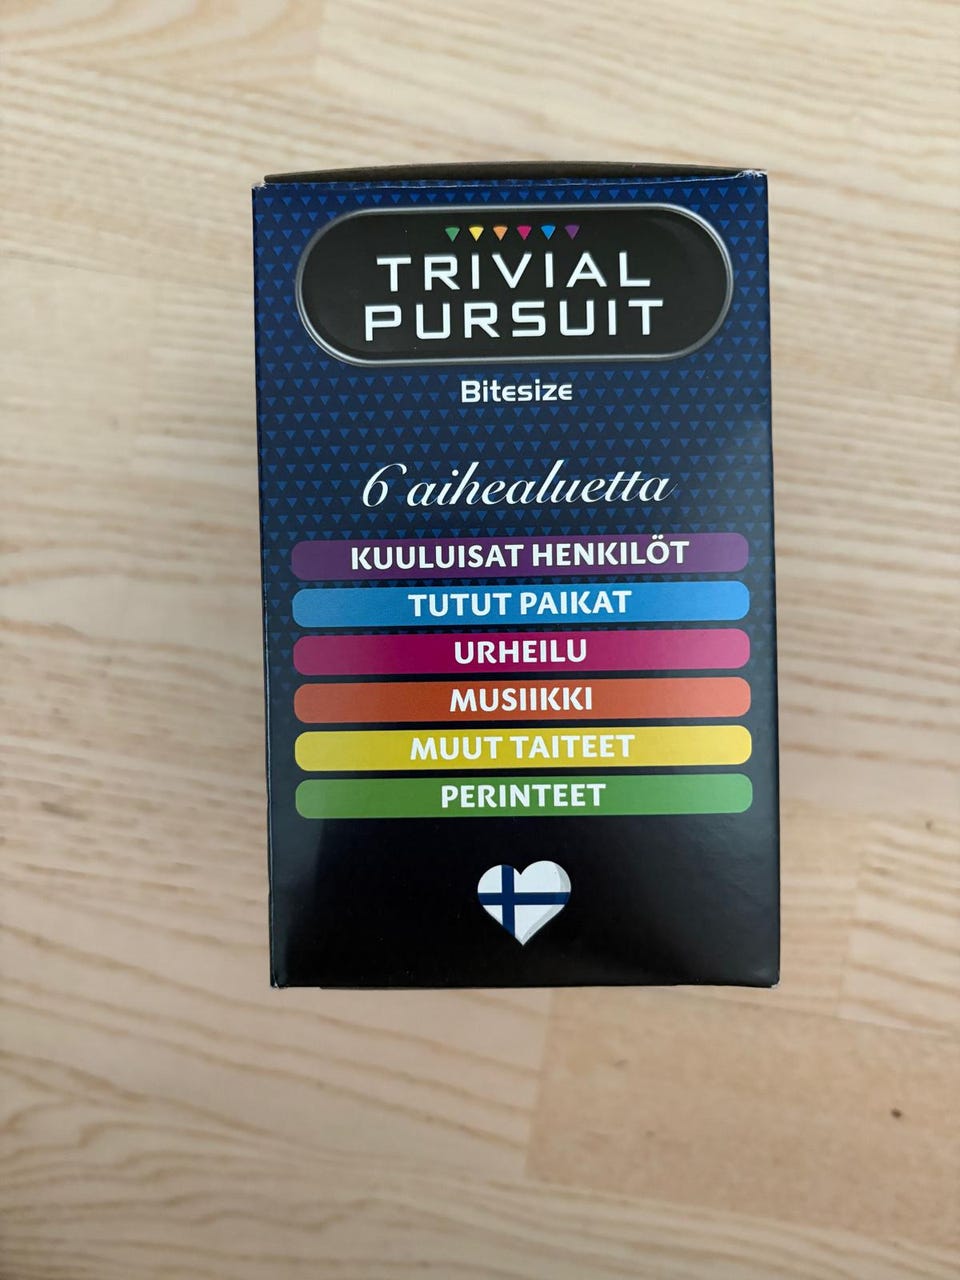 TRIVIAL
PURSUIT
Bitesize
6 aihealuetta
KUULUISAT HENKILÖT
TUTUT PAIKAT
URHEILU
MUSIIKKI
MUUT TAITEET
PERINTEET